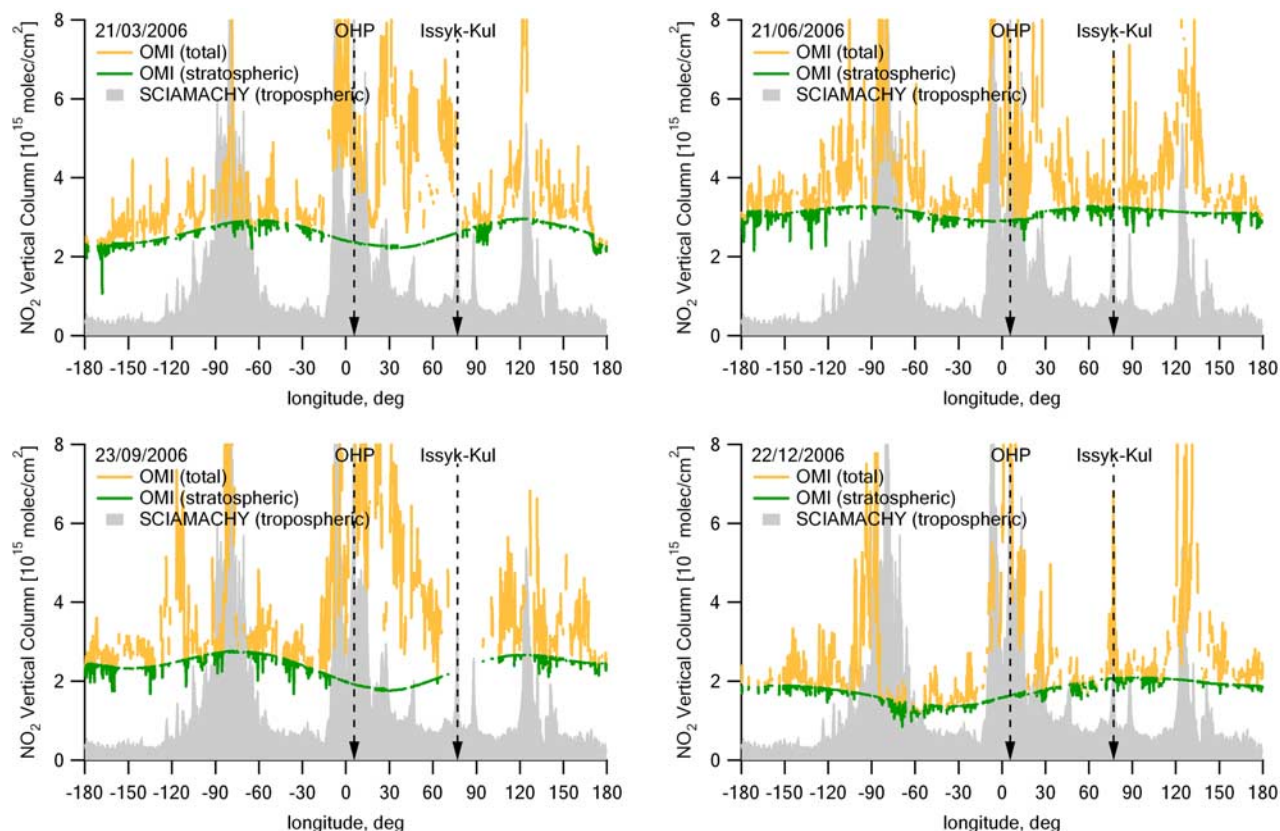 21/03/2006
OHP
Issyk-Kul
OMI (total)
OMI (stratospheric)
SCIAMACHY (tropospheric)
NO2 Vertical Column [10^15 molec/cm^2]
8
6
4
2
0
-180 -150 -120 -90 -60 -30 0 30 60 90 120 150 180
longitude, deg
21/06/2006
OHP
Issyk-Kul
OMI (total)
OMI (stratospheric)
SCIAMACHY (tropospheric)
NO2 Vertical Column [10^15 molec/cm^2]
8
6
4
2
0
-180 -150 -120 -90 -60 -30 0 30 60 90 120 150 180
longitude, deg
23/09/2006
OHP
Issyk-Kul
OMI (total)
OMI (stratospheric)
SCIAMACHY (tropospheric)
NO2 Vertical Column [10^15 molec/cm^2]
8
6
4
2
0
-180 -150 -120 -90 -60 -30 0 30 60 90 120 150 180
longitude, deg
22/12/2006
OHP
Issyk-Kul
OMI (total)
OMI (stratospheric)
SCIAMACHY (tropospheric)
NO2 Vertical Column [10^15 molec/cm^2]
8
6
4
2
0
-180 -150 -120 -90 -60 -30 0 30 60 90 120 150 180
longitude, deg